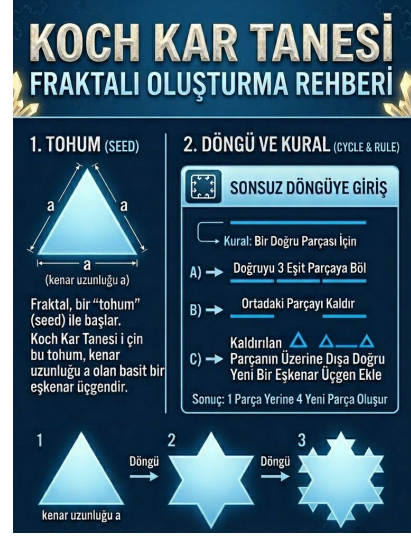 KOCH KAR TANESİ
FRAKTALI OLUŞTURMA REHBERİ
1. TOHUM (SEED)
a
a
a
(kenar uzunluğu a)
Fraktal, bir “tohum”
(seed) ile başlar.
Koch Kar Tanesi i çin
bu tohum, kenar
uzunluğu a olan basit bir
eşkenar üçgendir.
2. DÖNGÜ VE KURAL (CYCLE & RULE)
SONSUZ DÖNGÜYE GİRİŞ
Kural: Bir Doğru Parçası İçin
A) Doğruyu 3 Eşit Parçaya Böl
B) Ortadaki Parçayı Kaldır
C) Kaldırılan
Parçanın Üzerine Dışa Doğru
Yeni Bir Eşkenar Üçgen Ekle
Sonuç: 1 Parça Yerine 4 Yeni Parça Oluşur
1
Döngü
2
Döngü
3
kenar uzunluğu a